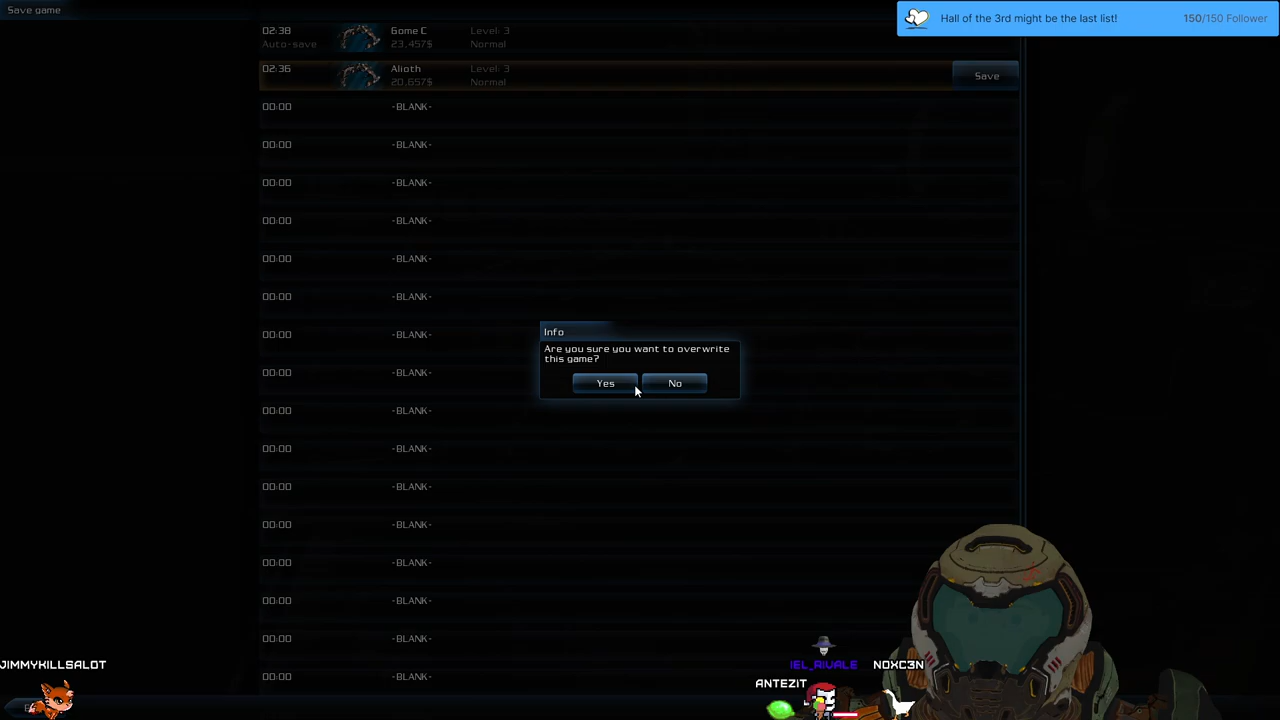 Save game
Hall of the 3rd might be the last list! 150/150 Follower
02:38 Game C Level: 3
Auto-save 23,457$ Normal
02:36 Alioth Level: 3
20,657$ Normal
Save
00:00 -BLANK-
00:00 -BLANK-
00:00 -BLANK-
00:00 -BLANK-
00:00 -BLANK-
00:00 -BLANK-
Info
00:00 -BLANK-
Are you sure you want to overwrite
this game?
00:00 -BLANK-
Yes No
00:00 -BLANK-
00:00 -BLANK-
00:00 -BLANK-
00:00 -BLANK-
00:00 -BLANK-
00:00 -BLANK-
00:00 -BLANK-
JIMMYKILLSALOT IEL_RIVALE NOXC3N
00:00 -BLANK-
ANTEZIT